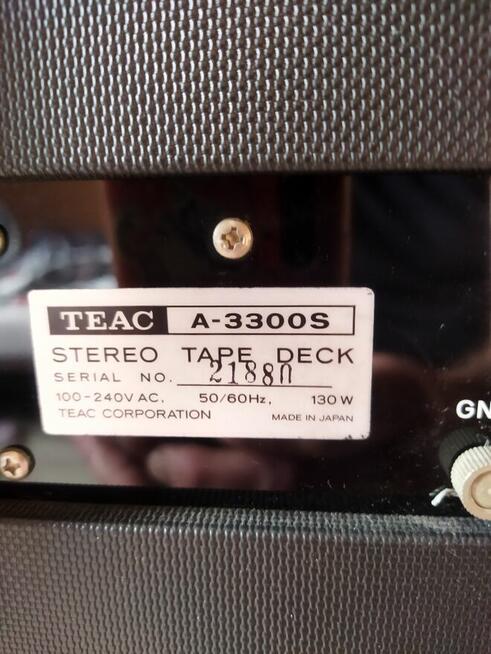 TEAC A-3300S
STEREO TAPE DECK
SERIAL NO. 21880
100-240V AC, 50/60Hz, 130W
TEAC CORPORATION MADE IN JAPAN